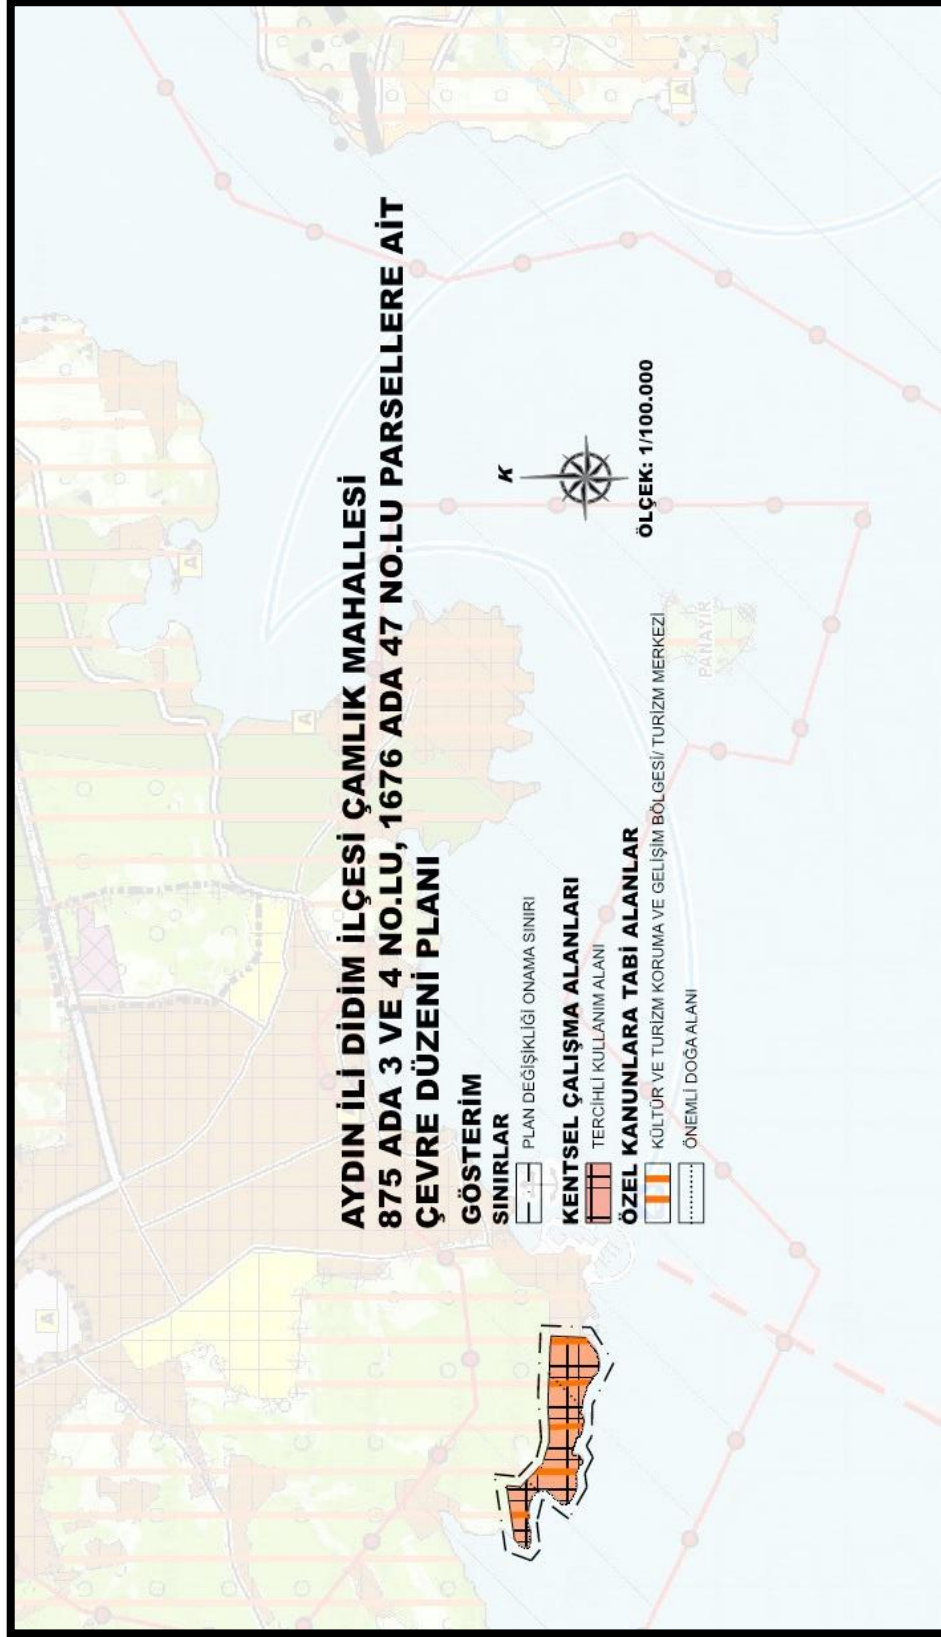 AYDIN İLİ DİDİM İLÇESİ ÇAMLIK MAHALLESİ
875 ADA 3 VE 4 NO.LU, 1676 ADA 47 NO.LU PARSELLERE AİT
ÇEVRE DÜZENİ PLANI
GÖSTERİM
SINIRLAR
PLAN DEĞİŞİKLİĞİ ONAMA SINIRI
KENTSEL ÇALIŞMA ALANLARI
TERCİHLİ KULLANIM ALANI
ÖZEL KANUNLARA TABİ ALANLAR
KÜLTÜR VE TURİZM KORUMA VE GELİŞİM BÖLGESİ/ TURİZM MERKEZİ
ÖNEMLİ DOĞA ALANI
K
ÖLÇEK: 1/100.000
PANAYIR
A
A
A
A